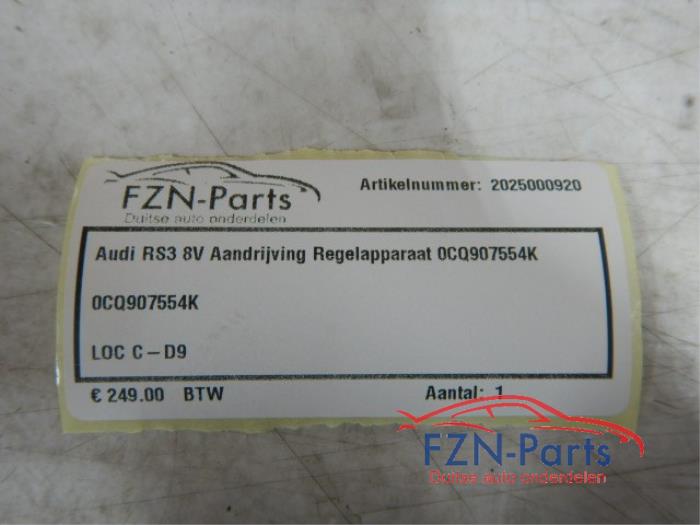 FZN-Parts
Duitse auto onderdelen
Artikelnummer: 2025000920
Audi RS3 8V Aandrijving Regelapparaat 0CQ907554K
0CQ907554K
LOC C-D9
€ 249.00 BTW
Aantal: 1
FZN-Parts
Duitse auto onderdelen